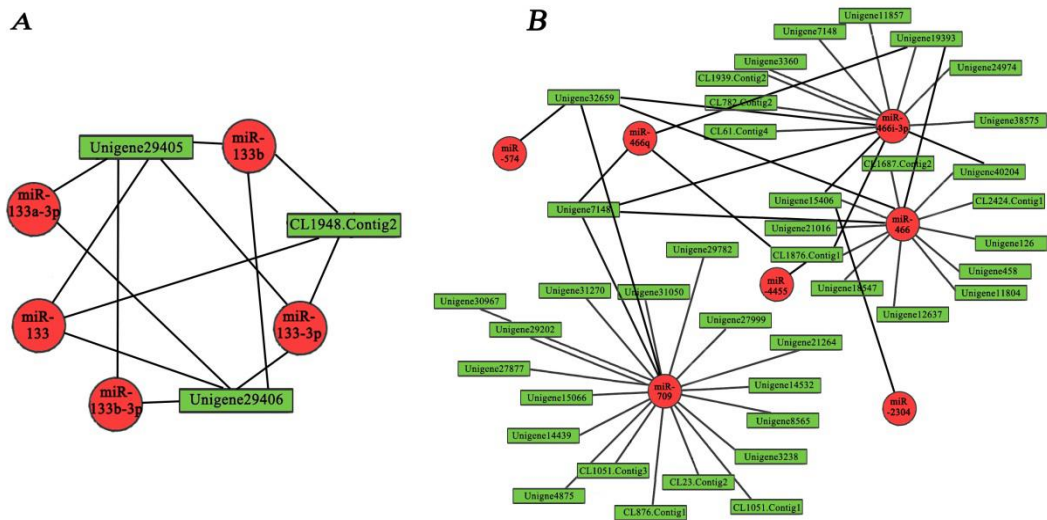 A
Unigene29405
miR-
133b
miR-
133a-3p
CL1948.Contig2
miR-
133
miR-
133-3p
miR-
133b-3p
Unigene29406
B
Unigene11857
Unigene7148
Unigene19393
Unigene3360
Unigene24974
CL1939.Contig2
Unigene32659
CL782.Contig2
miR-
466i-3p
Unigene38575
CL61.Contig4
miR
-574
miR-
466q
CL1687.Contig2
Unigene40204
Unigene15406
CL2424.Contig1
Unigene7148
miR-
466
Unigene21016
Unigene126
CL1876.Contig1
Unigene29782
Unigene458
miR
-4455
Unigene18547
Unigene11804
Unigene31270
Unigene31050
Unigene12637
Unigene30967
Unigene27999
Unigene29202
Unigene21264
Unigene27877
miR-
709
Unigene14532
Unigene15066
miR
-2304
Unigene8565
Unigene14439
Unigene3238
CL1051.Contig3
CL23.Contig2
Unigne4875
CL876.Contig1
CL1051.Contig1